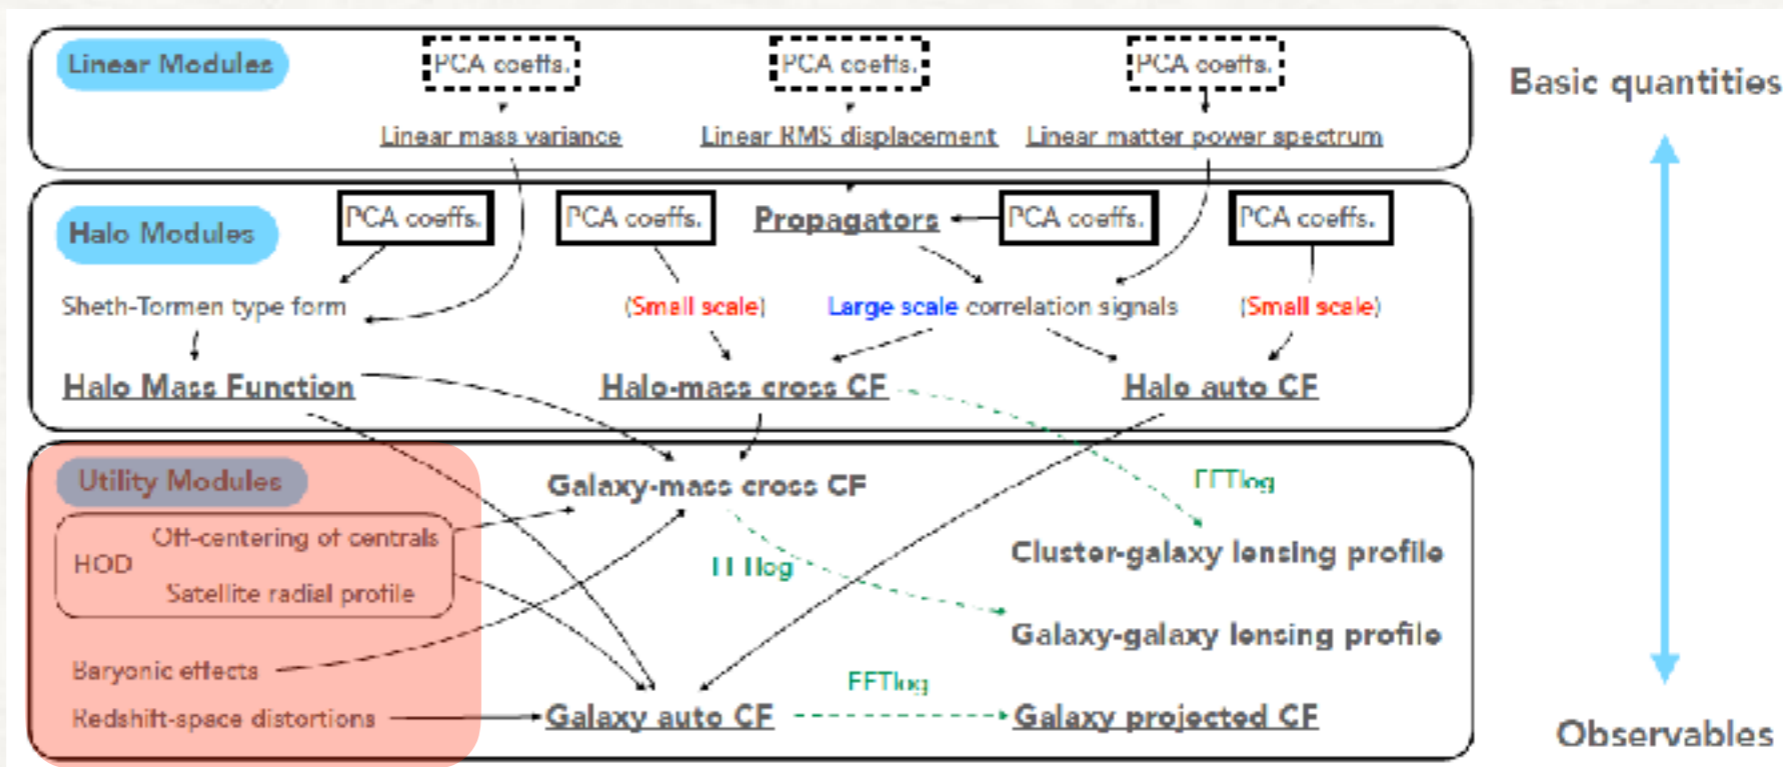 Linear Modules
PCA coeffs.
PCA coeffs.
PCA coeffs.
Basic quantities
Linear mass variance
Linear RMS displacement
Linear matter power spectrum
Halo Modules
PCA coeffs.
PCA coeffs.
Propagators
PCA coeffs.
PCA coeffs.
Sheth-Tormen type form
(Small scale)
Large scale correlation signals
(Small scale)
Halo Mass Function
Halo-mass cross CF
Halo auto CF
Utility Modules
Galaxy-mass cross CF
FFTlog
HOD
Off-centering of centrals
Satellite radial profile
FFTlog
Cluster-galaxy lensing profile
Galaxy-galaxy lensing profile
Baryonic effects
Redshift-space distortions
Galaxy auto CF
FFTlog
Galaxy projected CF
Observables